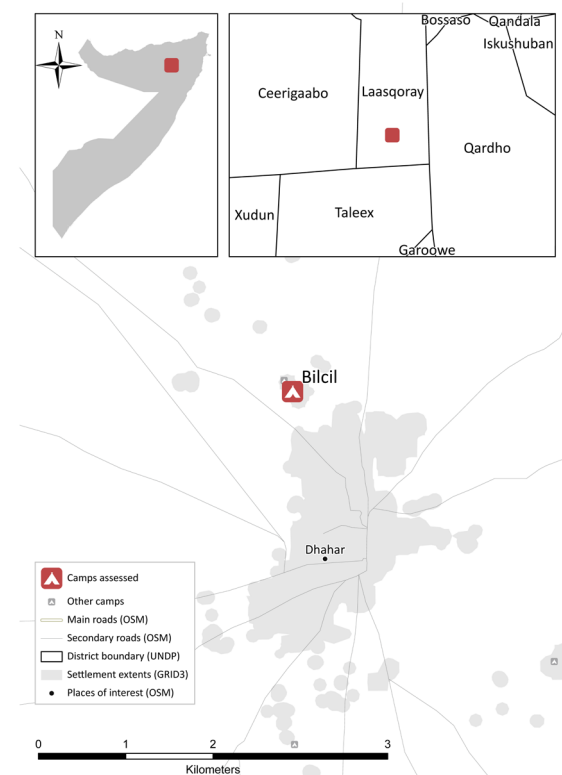 N
Bossaso
Qandala
Iskushuban
Ceerigaabo
Laasqoray
Qardho
Xudun
Taleex
Garoowe
Bilcil
Dhahar
Camps assessed
Other camps
Main roads (OSM)
Secondary roads (OSM)
District boundary (UNDP)
Settlement extents (GRID3)
Places of interest (OSM)
0 1 2 3
Kilometers